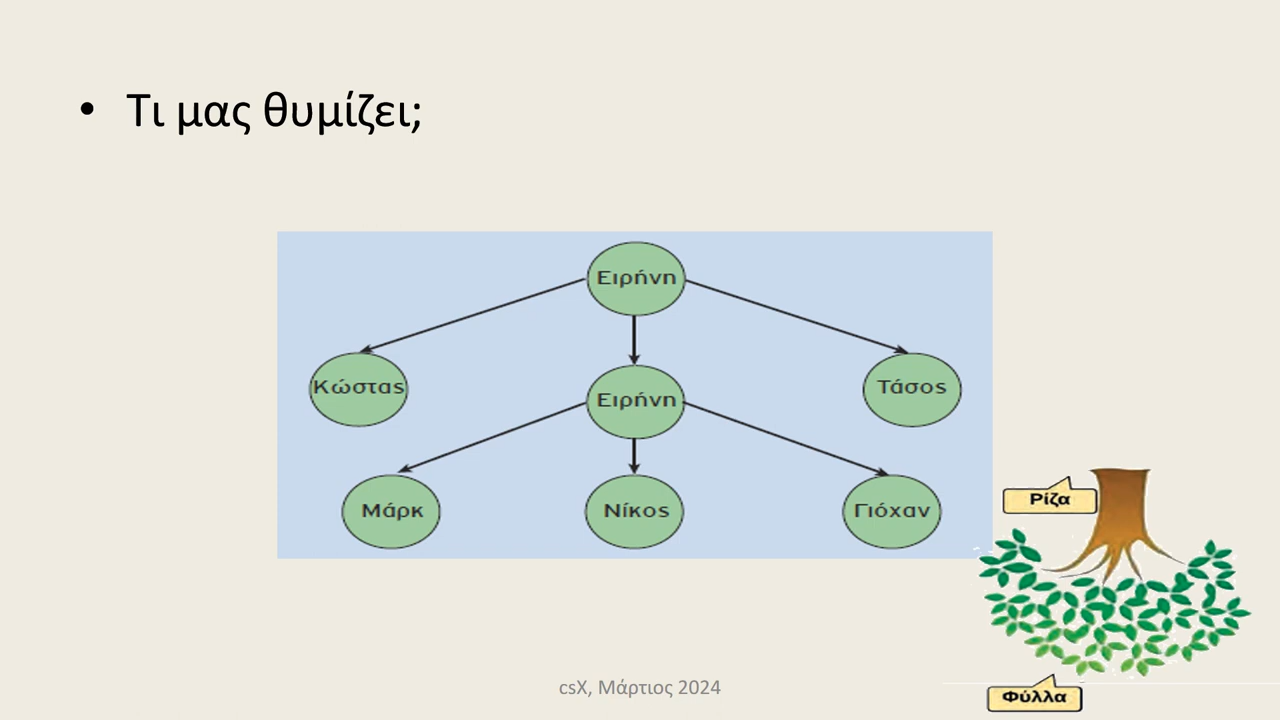 • Τι μας θυμίζει;
Ειρήνη
Κώστας
Ειρήνη
Τάσος
Μάρκ
Νίκος
Γιόχαν
Ρίζα
Φύλλα
csX, Μάρτιος 2024